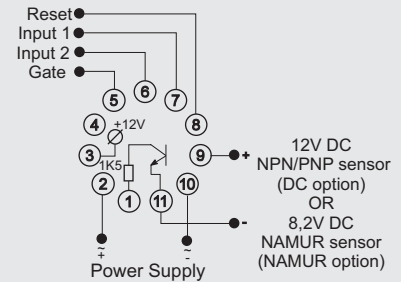 Reset
Input 1
Input 2
Gate
5
6
7
8
4
+12V
3
1K5
9
+
2
10
1
11
-
12V DC
NPN/PNP sensor
(DC option)
OR
8,2V DC
NAMUR sensor
(NAMUR option)
~
+
~
-
Power Supply